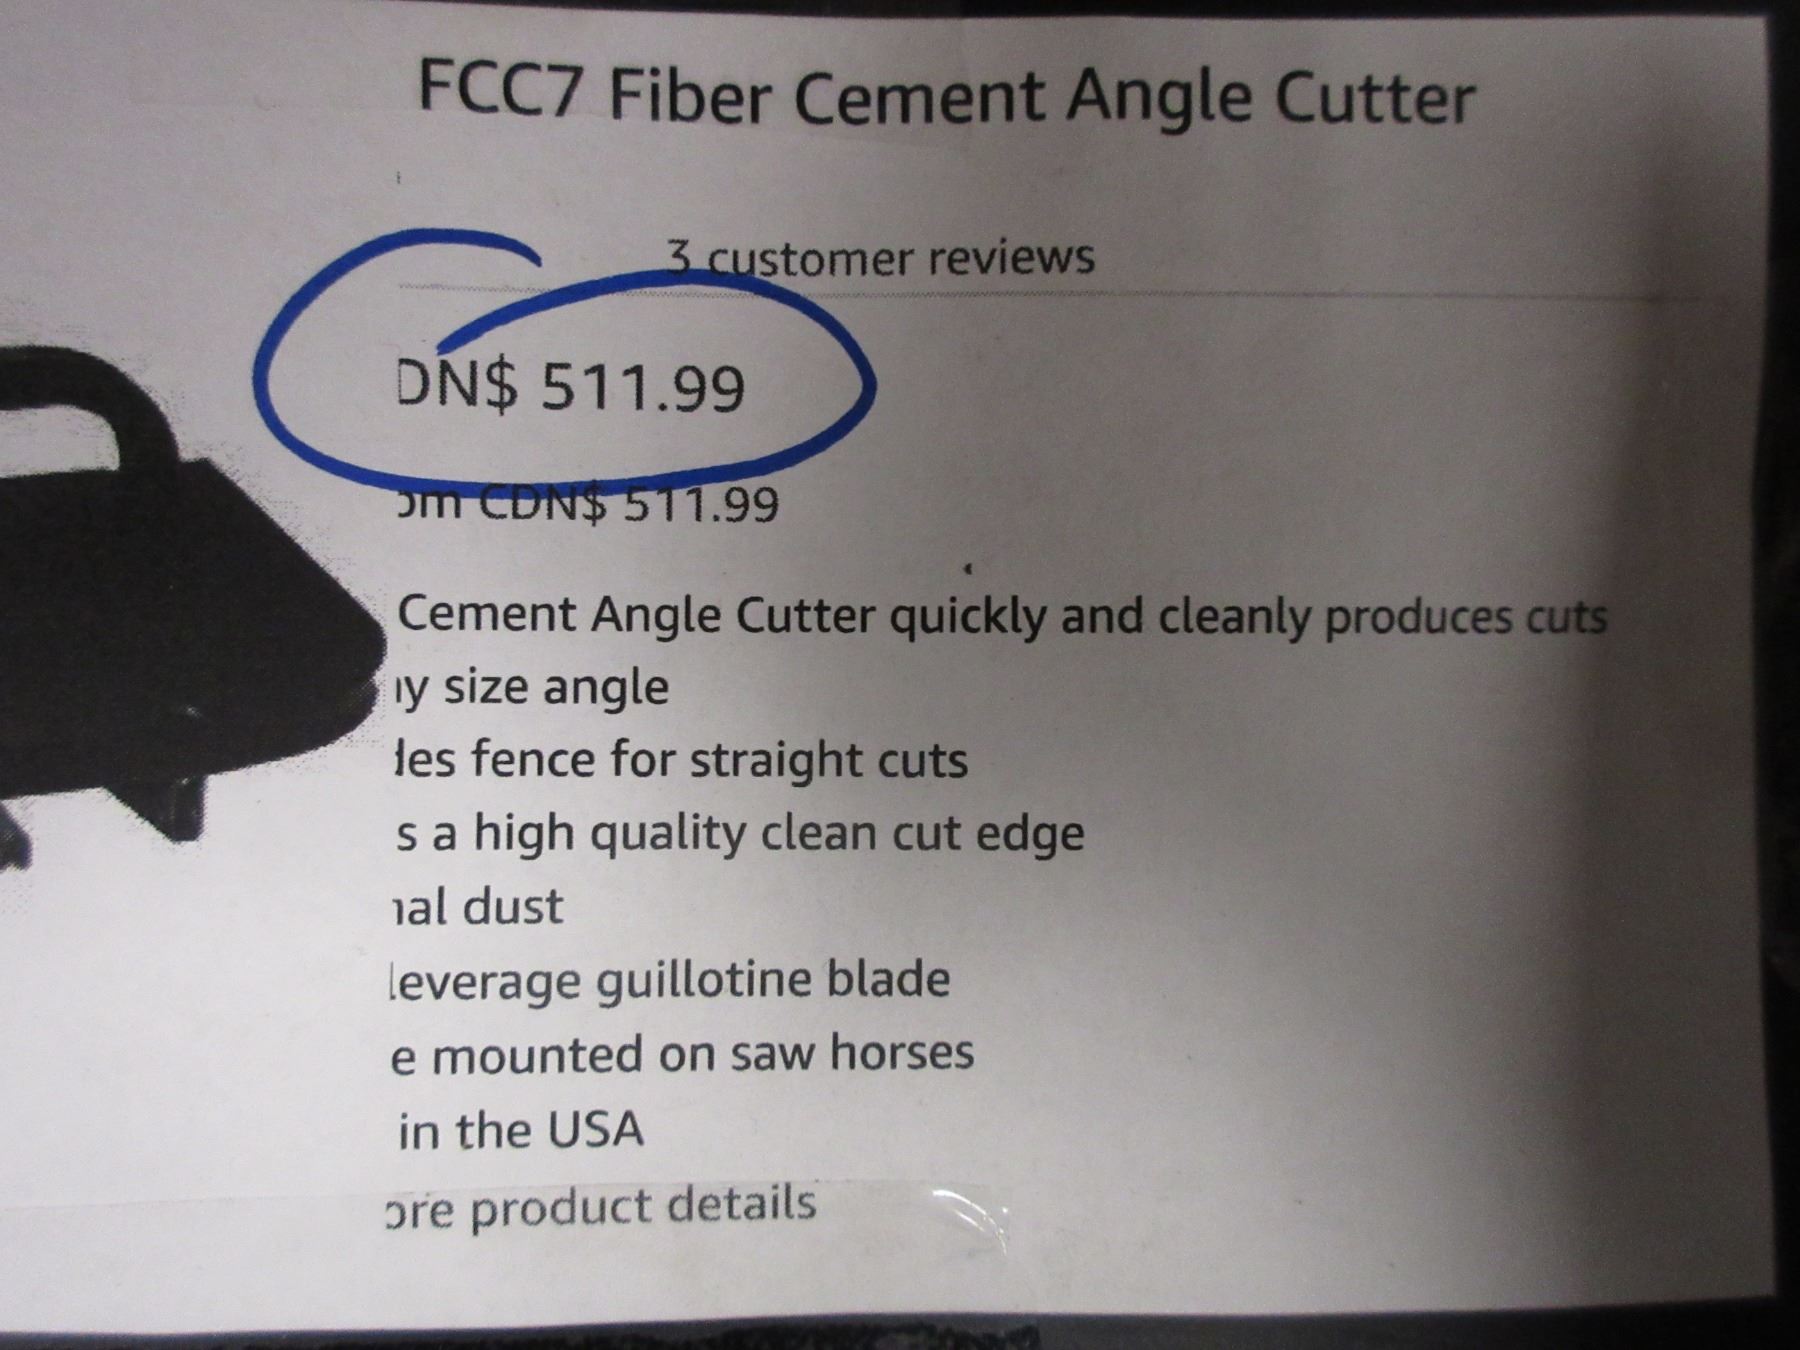 FCC7 Fiber Cement Angle Cutter
3 customer reviews
DN$ 511.99
om CDN$ 511.99
Cement Angle Cutter quickly and cleanly produces cuts
y size angle
les fence for straight cuts
s a high quality clean cut edge
al dust
leverage guillotine blade
e mounted on saw horses
in the USA
ore product details